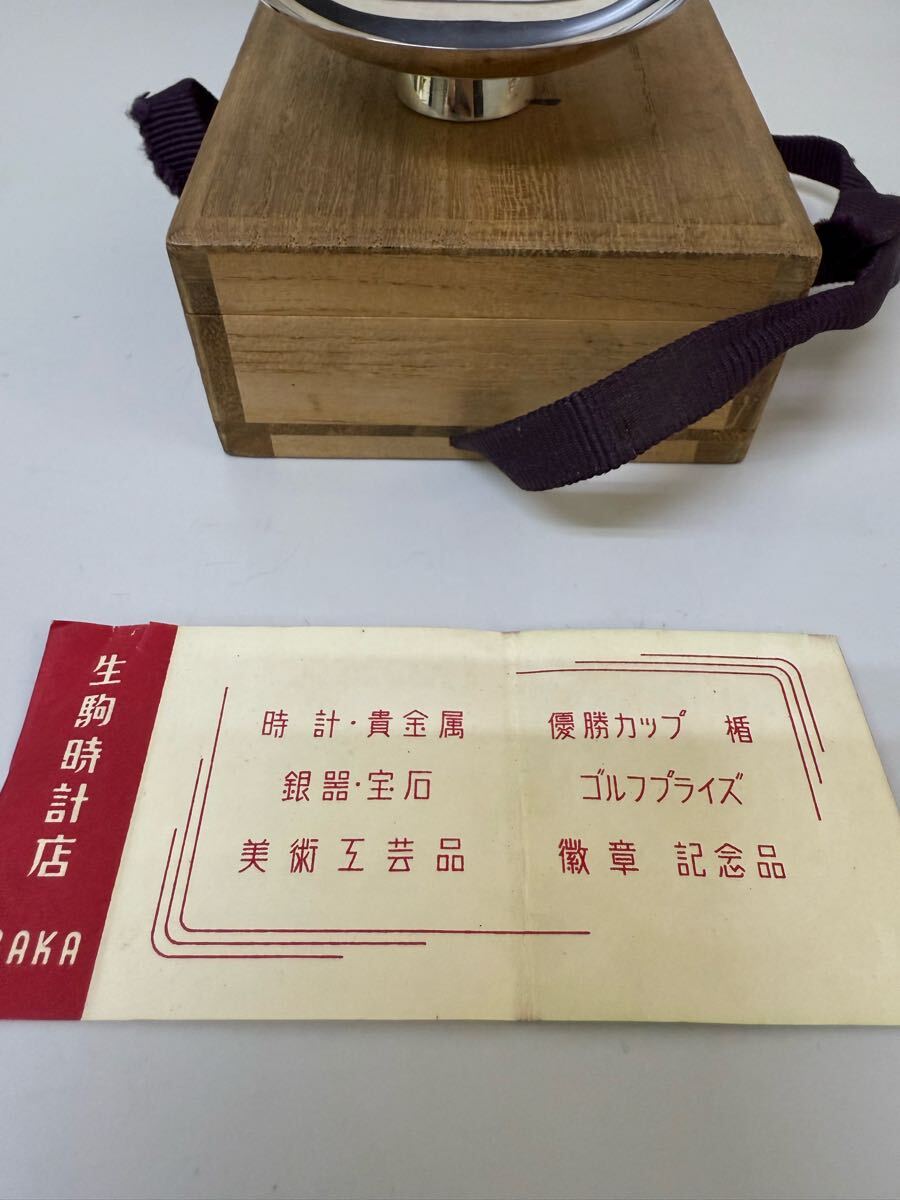 生駒時計店
AKA
時計・貴金属
銀器・宝石
美術工芸品
優勝カップ 楯
ゴルフプライズ
徽章 記念品